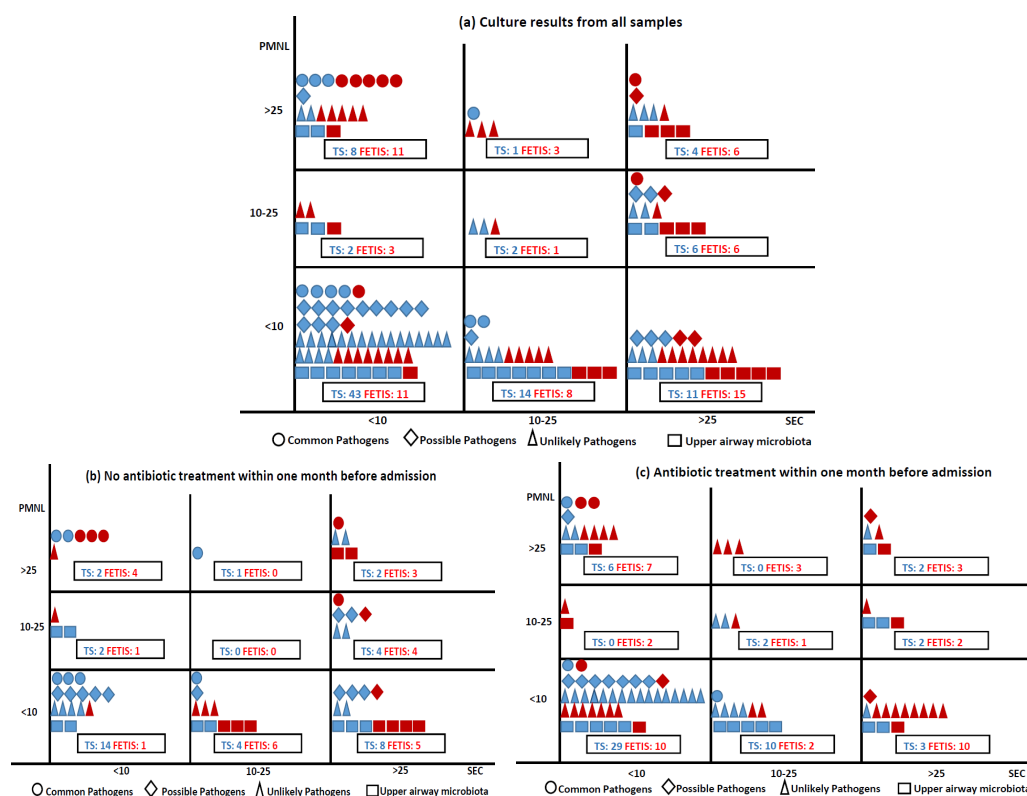 (a) Culture results from all samples
PMNL
>25
TS: 8 FETIS: 11
TS: 1 FETIS: 3
TS: 4 FETIS: 6
10-25
TS: 2 FETIS: 3
TS: 2 FETIS: 1
TS: 6 FETIS: 6
<10
TS: 43 FETIS: 11
TS: 14 FETIS: 8
TS: 11 FETIS: 15
<10
10-25
>25
SEC
Common Pathogens
Possible Pathogens
Unlikely Pathogens
Upper airway microbiota
(b) No antibiotic treatment within one month before admission
PMNL
>25
TS: 2 FETIS: 4
TS: 1 FETIS: 0
TS: 2 FETIS: 3
10-25
TS: 2 FETIS: 1
TS: 0 FETIS: 0
TS: 4 FETIS: 4
<10
TS: 14 FETIS: 1
TS: 4 FETIS: 6
TS: 8 FETIS: 5
<10
10-25
>25
SEC
Common Pathogens
Possible Pathogens
Unlikely Pathogens
Upper airway microbiota
(c) Antibiotic treatment within one month before admission
PMNL
>25
TS: 6 FETIS: 7
TS: 0 FETIS: 3
TS: 2 FETIS: 3
10-25
TS: 0 FETIS: 2
TS: 2 FETIS: 1
TS: 2 FETIS: 2
<10
TS: 29 FETIS: 10
TS: 10 FETIS: 2
TS: 3 FETIS: 10
<10
10-25
>25
SEC
Common Pathogens
Possible Pathogens
Unlikely Pathogens
Upper airway microbiota